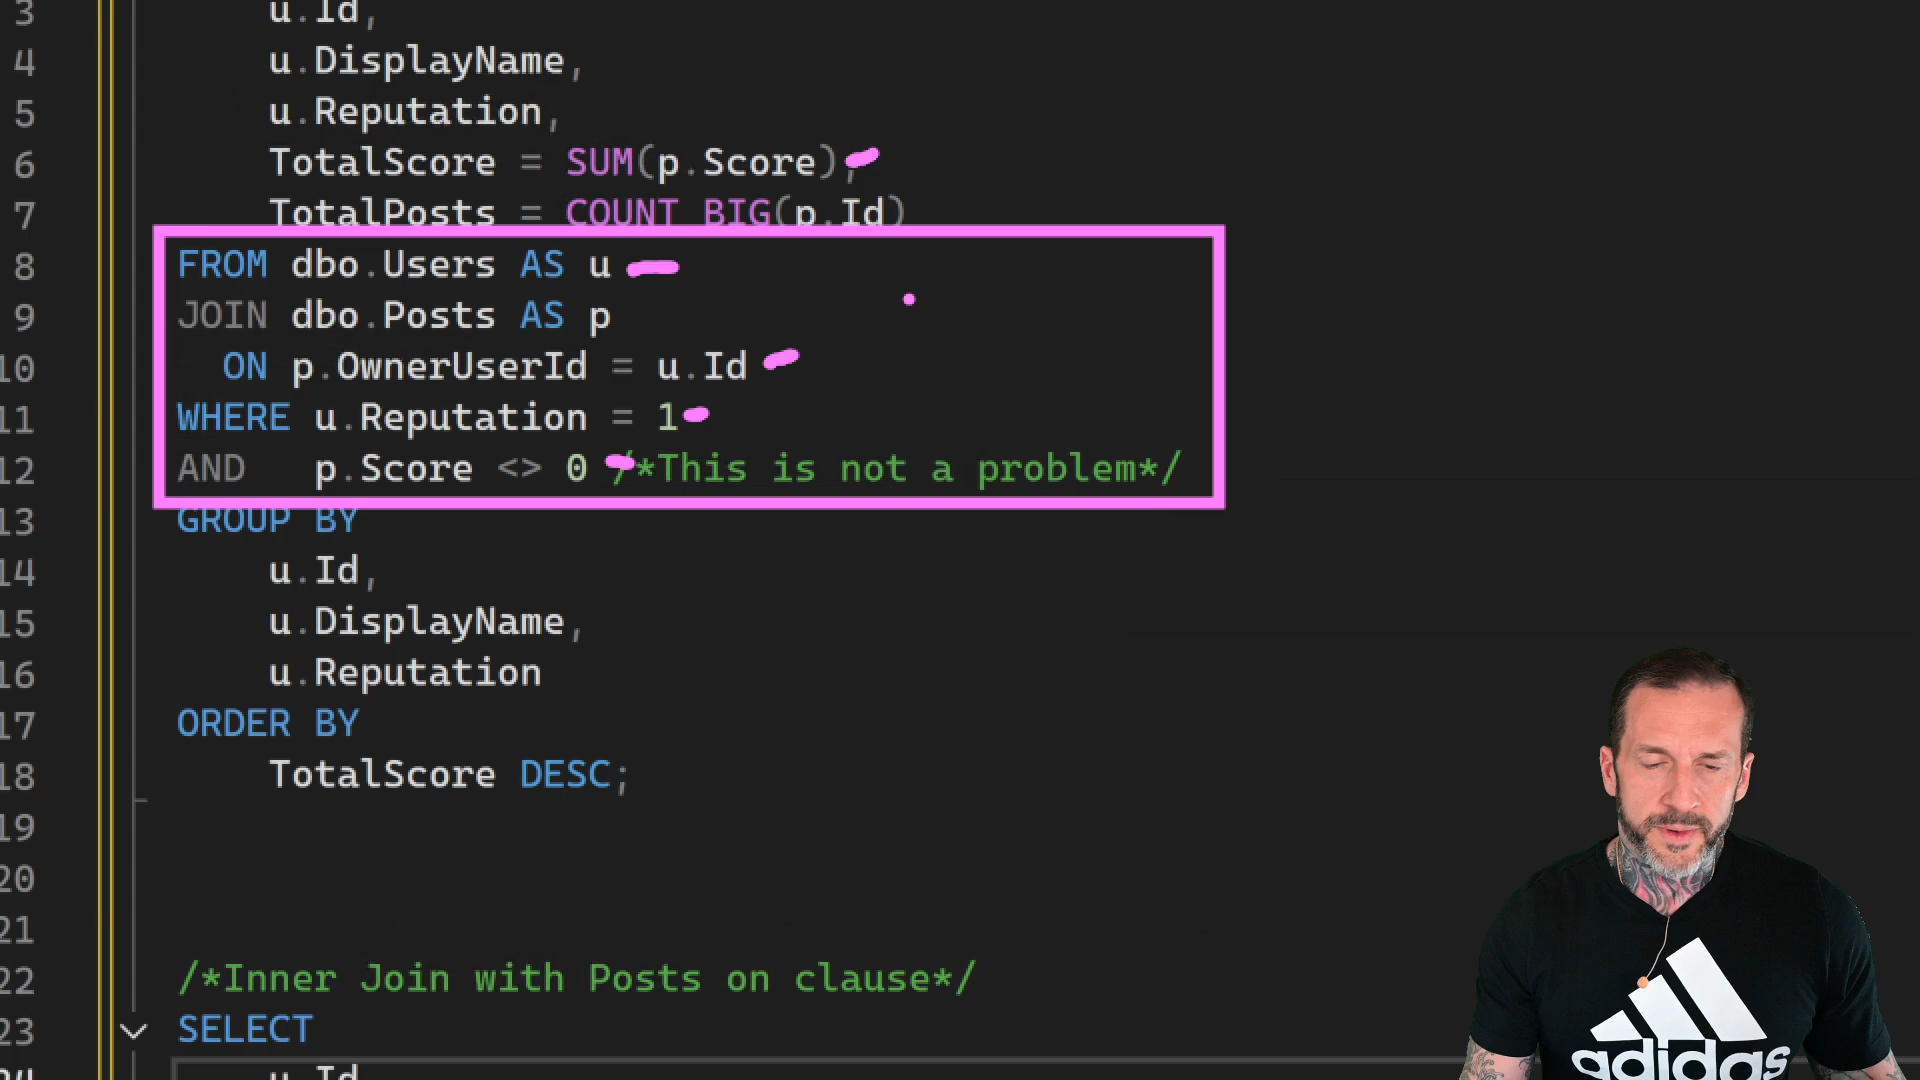 3 u.Id,
4 u.DisplayName,
5 u.Reputation,
6 TotalScore = SUM(p.Score),
7 TotalPosts = COUNT_BIG(p.Id)
8 FROM dbo.Users AS u
9 JOIN dbo.Posts AS p
10 ON p.OwnerUserId = u.Id
11 WHERE u.Reputation = 1
12 AND p.Score <> 0 /*This is not a problem*/
13 GROUP BY
14 u.Id,
15 u.DisplayName,
16 u.Reputation
17 ORDER BY
18 TotalScore DESC;
19
20
21
22 /*Inner Join with Posts on clause*/
23 SELECT
24 u.Id
adidas